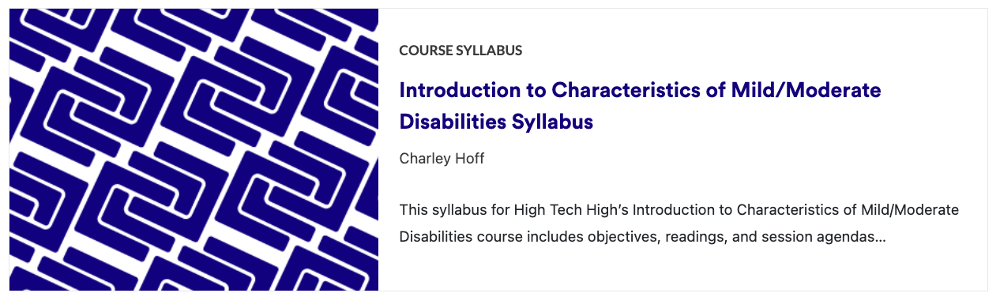 COURSE SYLLABUS
Introduction to Characteristics of Mild/Moderate
Disabilities Syllabus
Charley Hoff
This syllabus for High Tech High’s Introduction to Characteristics of Mild/Moderate
Disabilities course includes objectives, readings, and session agendas...